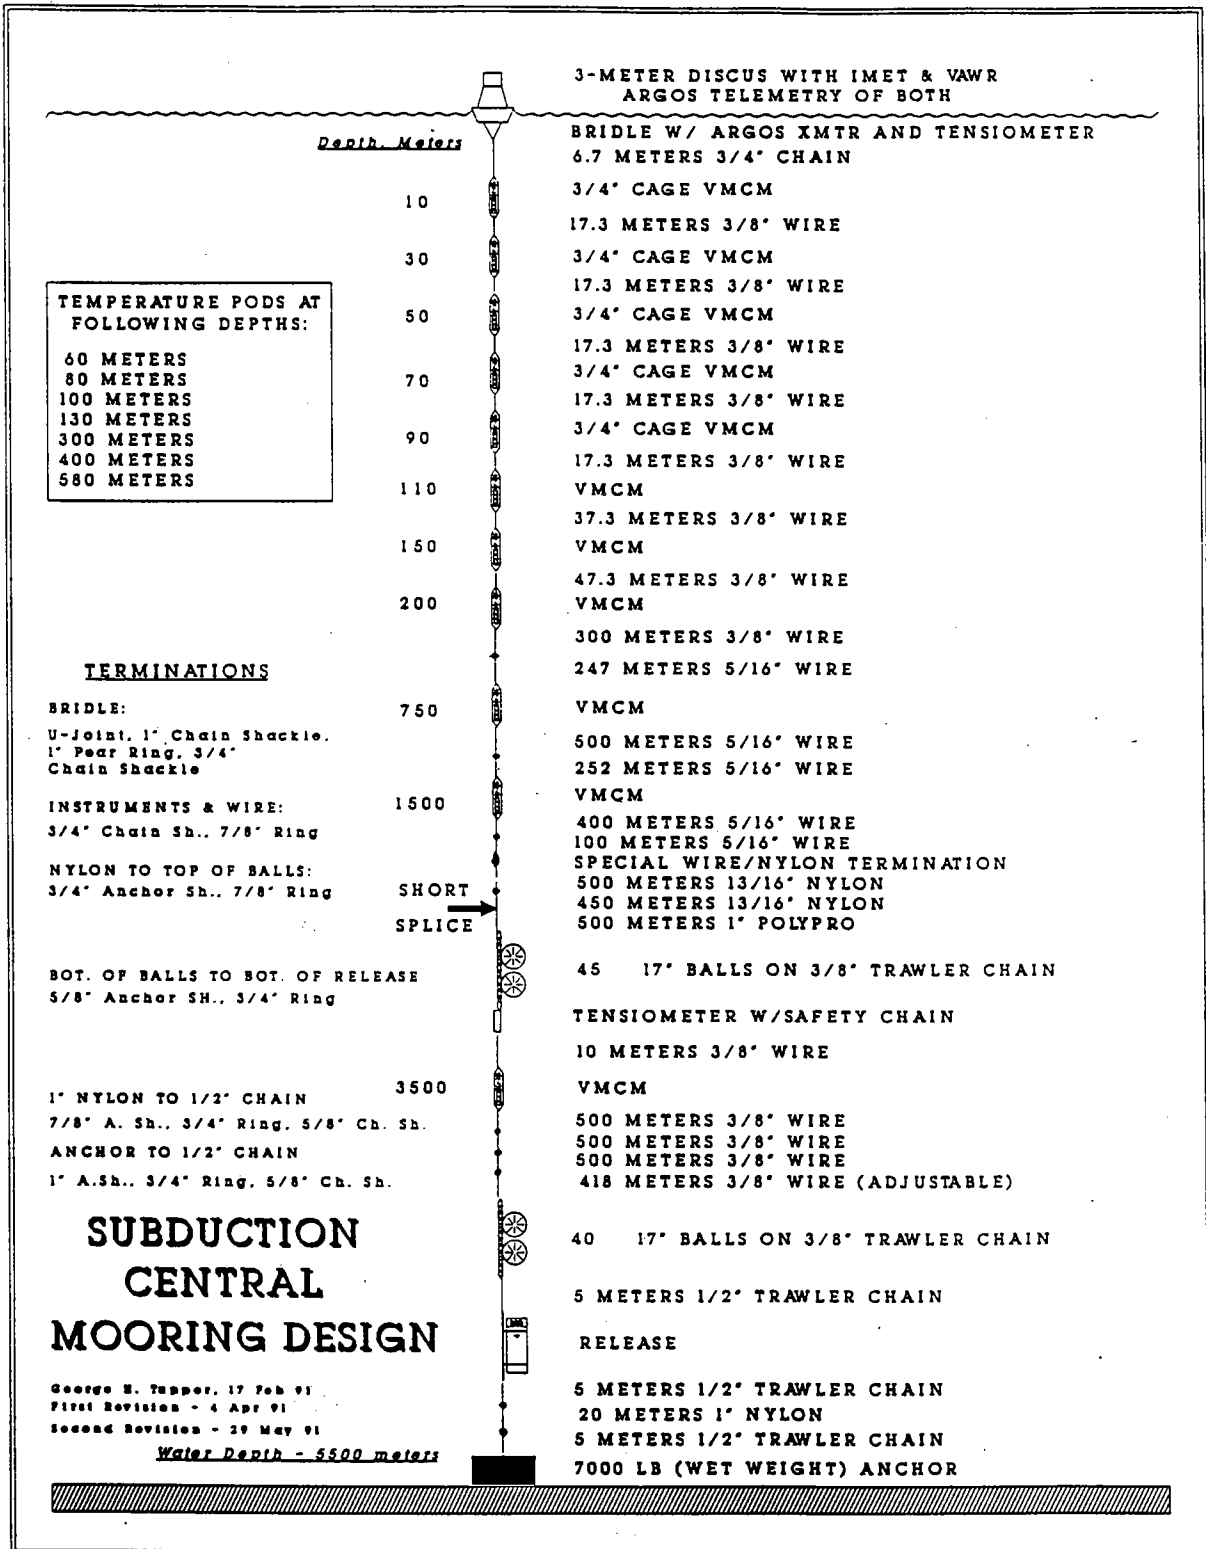 3-METER DISCUS WITH IMET & VAWR
ARGOS TELEMETRY OF BOTH
Depth, Meters
BRIDLE W/ ARGOS XMTR AND TENSIOMETER
6.7 METERS 3/4" CHAIN
10
3/4" CAGE VMCM
17.3 METERS 3/8" WIRE
30
3/4" CAGE VMCM
17.3 METERS 3/8" WIRE
50
3/4" CAGE VMCM
17.3 METERS 3/8" WIRE
70
3/4" CAGE VMCM
17.3 METERS 3/8" WIRE
90
3/4" CAGE VMCM
17.3 METERS 3/8" WIRE
110
VMCM
37.3 METERS 3/8" WIRE
150
VMCM
47.3 METERS 3/8" WIRE
200
VMCM
300 METERS 3/8" WIRE
247 METERS 5/16" WIRE
750
VMCM
500 METERS 5/16" WIRE
252 METERS 5/16" WIRE
1500
VMCM
400 METERS 5/16" WIRE
100 METERS 5/16" WIRE
SPECIAL WIRE/NYLON TERMINATION
500 METERS 13/16" NYLON
450 METERS 13/16" NYLON
500 METERS 1" POLYPRO
SHORT
SPLICE
45 17" BALLS ON 3/8" TRAWLER CHAIN
TENSIOMETER W/SAFETY CHAIN
10 METERS 3/8" WIRE
3500
VMCM
500 METERS 3/8" WIRE
500 METERS 3/8" WIRE
500 METERS 3/8" WIRE
418 METERS 3/8" WIRE (ADJUSTABLE)
40 17" BALLS ON 3/8" TRAWLER CHAIN
5 METERS 1/2" TRAWLER CHAIN
RELEASE
5 METERS 1/2" TRAWLER CHAIN
20 METERS 1" NYLON
5 METERS 1/2" TRAWLER CHAIN
7000 LB (WET WEIGHT) ANCHOR
TEMPERATURE PODS AT
FOLLOWING DEPTHS:
60 METERS
80 METERS
100 METERS
130 METERS
300 METERS
400 METERS
580 METERS
TERMINATIONS
BRIDLE:
U-Joint, 1" Chain Shackle,
1" Pear Ring, 3/4"
Chain Shackle
INSTRUMENTS & WIRE:
3/4" Chain Sh., 7/8" Ring
NYLON TO TOP OF BALLS:
3/4" Anchor Sh., 7/8" Ring
BOT. OF BALLS TO BOT. OF RELEASE
5/8" Anchor SH., 3/4" Ring
1" NYLON TO 1/2" CHAIN
7/8" A. Sh., 3/4" Ring, 5/8" Ch. Sh.
ANCHOR TO 1/2" CHAIN
1" A.Sh., 3/4" Ring, 5/8" Ch. Sh.
SUBDUCTION
CENTRAL
MOORING DESIGN
George H. Tupper, 17 Feb 91
First Revision - 4 Apr 91
Second Revision - 29 May 91
Water Depth - 5500 meters